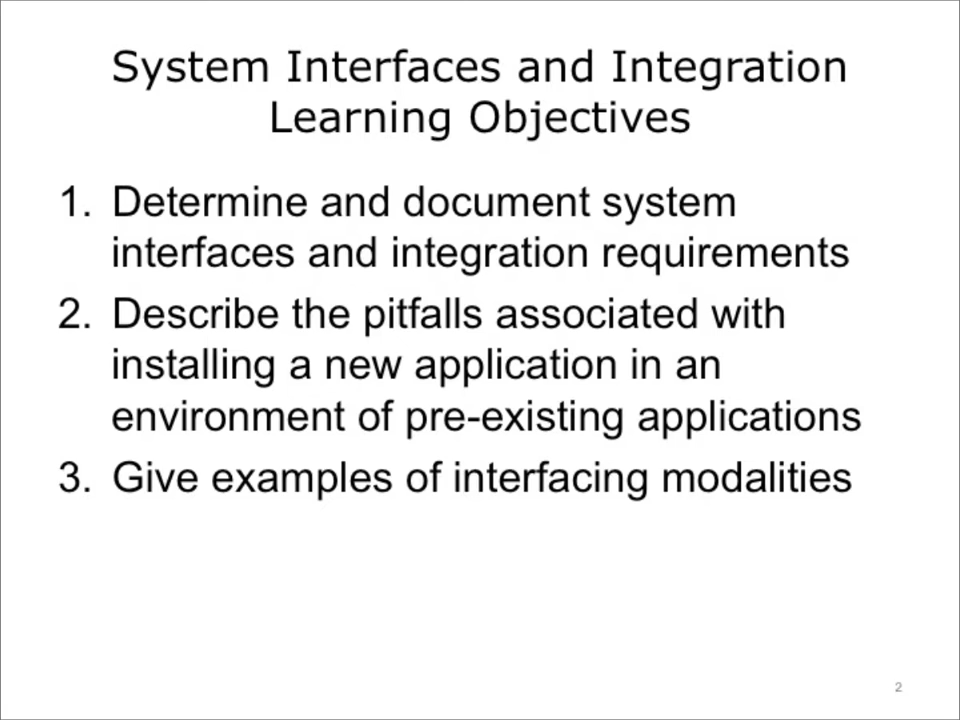 System Interfaces and Integration
Learning Objectives
1. Determine and document system
interfaces and integration requirements
2. Describe the pitfalls associated with
installing a new application in an
environment of pre-existing applications
3. Give examples of interfacing modalities
2